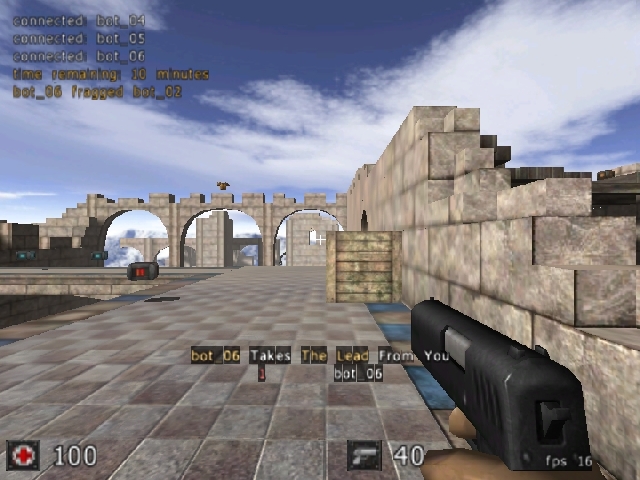 connected: bot_04
connected: bot_05
connected: bot_06
time remaining: 10 minutes
bot_06 fragged bot_02
bot_06 Takes The Lead From You
1 bot_06
100
40
fps 16